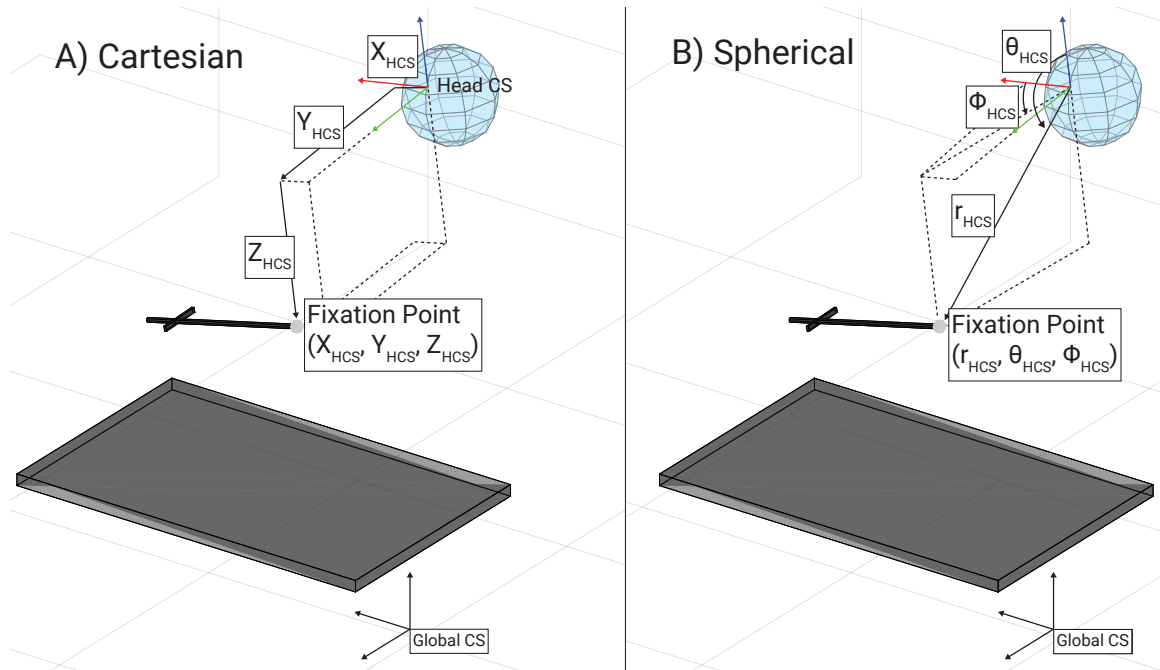 A) Cartesian
X_HCS
Head CS
Y_HCS
Z_HCS
Fixation Point
(X_HCS, Y_HCS, Z_HCS)
Global CS
B) Spherical
θ_HCS
Φ_HCS
r_HCS
Fixation Point
(r_HCS, θ_HCS, Φ_HCS)
Global CS